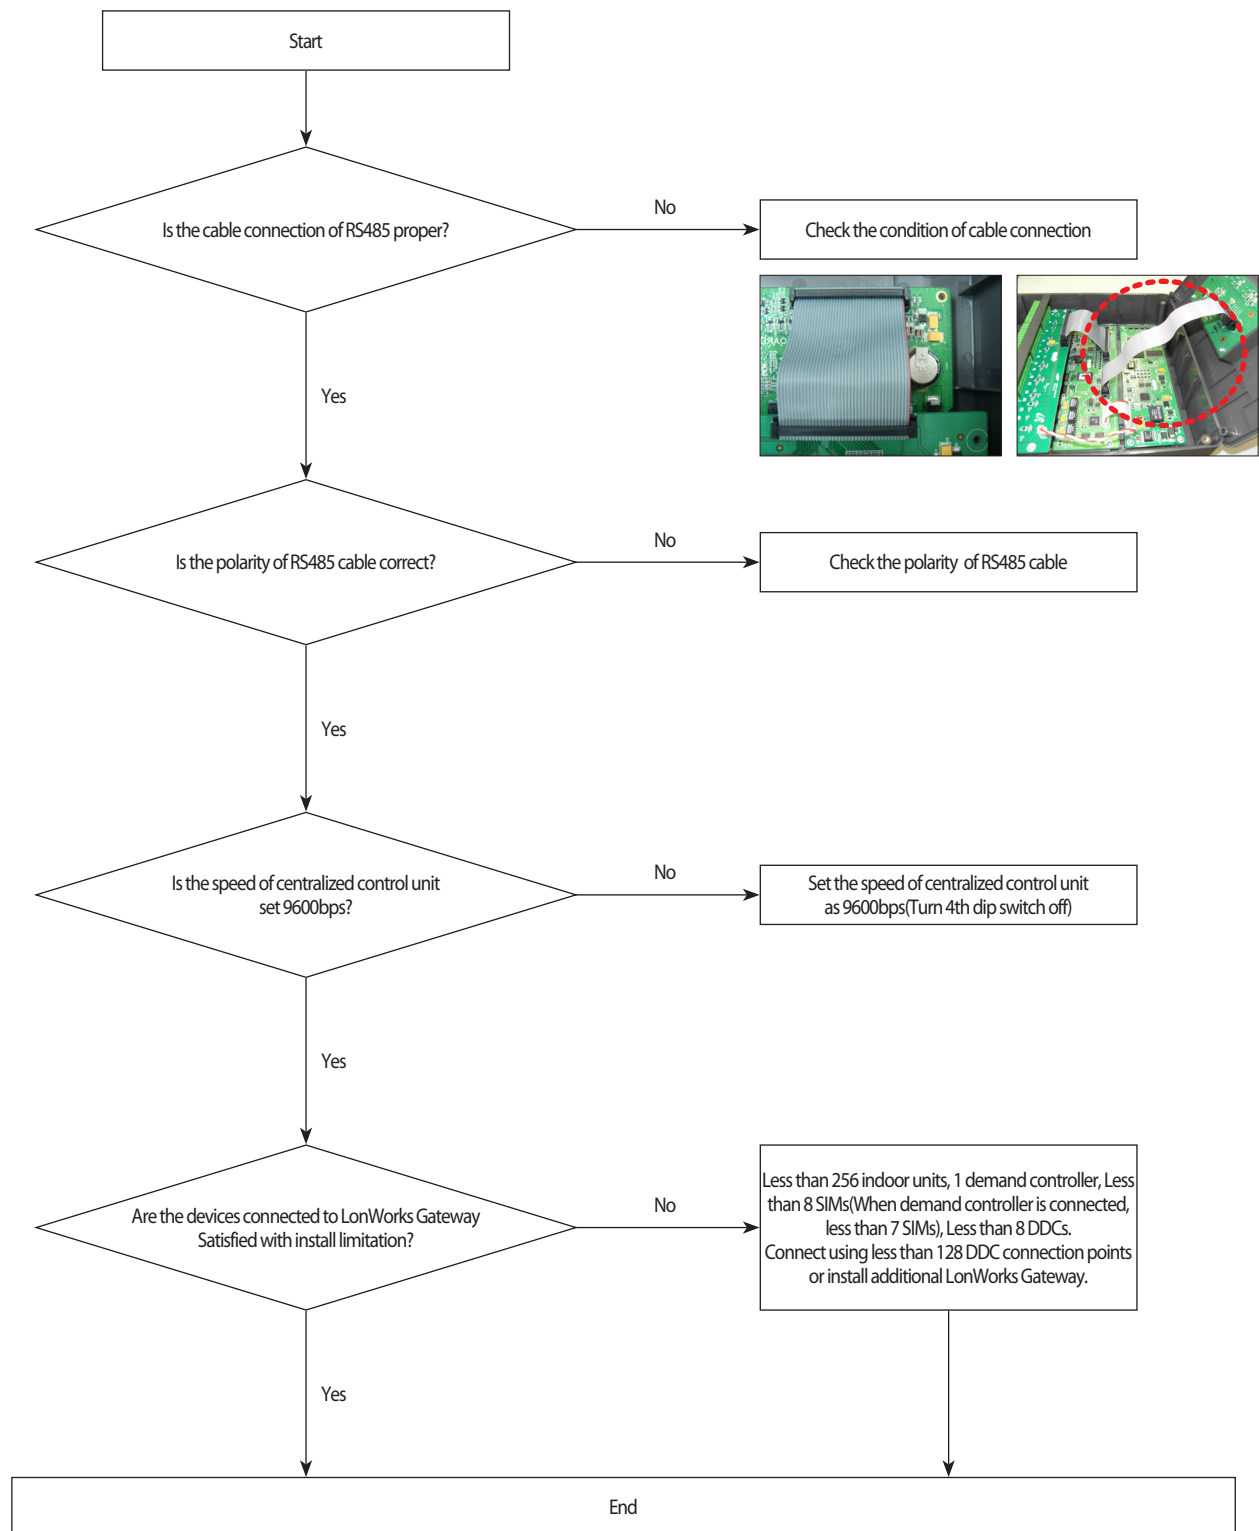 Start
Is the cable connection of RS485 proper?
No
Check the condition of cable connection
Yes
Is the polarity of RS485 cable correct?
No
Check the polarity of RS485 cable
Yes
Is the speed of centralized control unit
set 9600bps?
No
Set the speed of centralized control unit
as 9600bps(Turn 4th dip switch off)
Yes
Are the devices connected to LonWorks Gateway
Satisfied with install limitation?
No
Less than 256 indoor units, 1 demand controller, Less
than 8 SIMs(When demand controller is connected,
less than 7 SIMs), Less than 8 DDCs.
Connect using less than 128 DDC connection points
or install additional LonWorks Gateway.
Yes
End